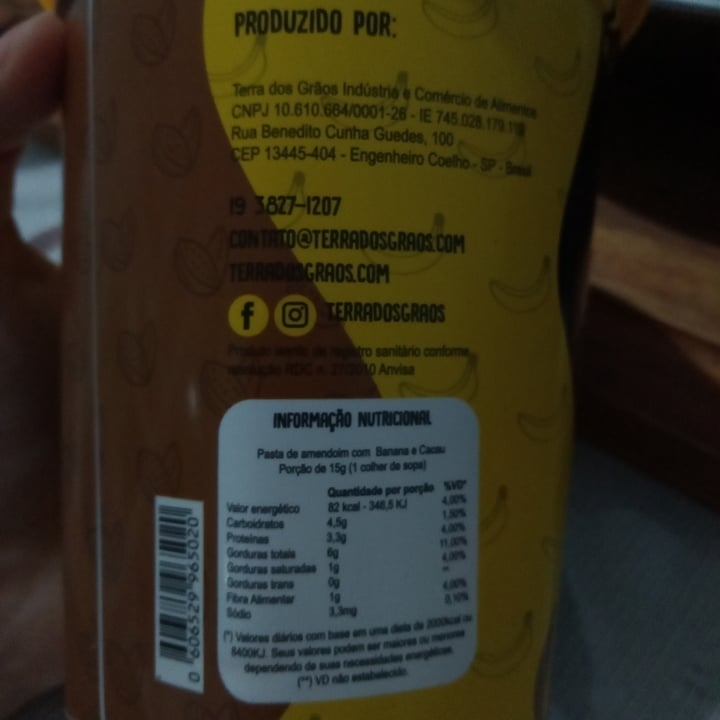 PRODUZIDO POR:
Terra dos Grãos Indústria e Comércio de Alimentos
CNPJ 10.610.664/0001-26 - IE 745.028.179.119
Rua Benedito Cunha Guedes, 100
CEP 13445-404 - Engenheiro Coelho - SP - Brasil
19 3827-1207
CONTATO@TERRADOSGRAOS.COM
TERRADOSGRAOS.COM
TERRADOSGRAOS
Produto isento de registro sanitário conforme
resolução RDC n. 27/2010 Anvisa
INFORMAÇÃO NUTRICIONAL
Pasta de amendoim com Banana e Cacau
Porção de 15g (1 colher de sopa)
Quantidade por porção %VD*
Valor energético 82 kcal - 346,5 KJ 4,00%
Carboidratos 4,5g 1,50%
Proteínas 3,3g 4,00%
Gorduras totais 6g 11,00%
Gorduras saturadas 1g 4,00%
Gorduras trans 0g **
Fibra Alimentar 1g 4,00%
Sódio 3,3mg 0,10%
(*) Valores diários com base em uma dieta de 2000kcal ou
8400KJ. Seus valores podem ser maiores ou menores
dependendo de suas necessidades energéticas.
(**) VD não estabelecido.
0 606529 965020